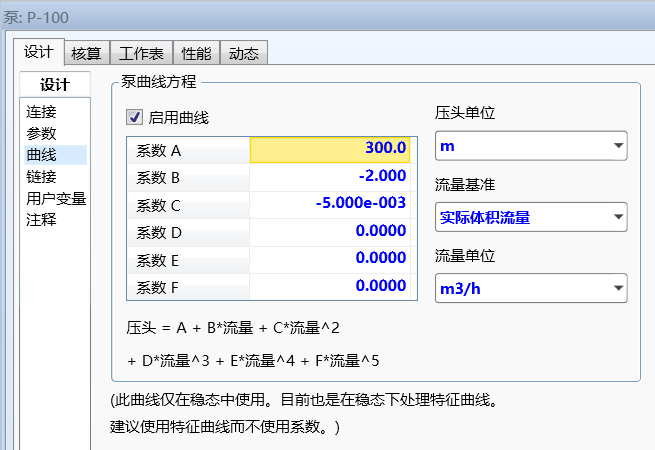 泵: P-100
设计 核算 工作表 性能 动态
设计
连接
参数
曲线
链接
用户变量
注释
泵曲线方程
启用曲线
系数 A 300.0
系数 B -2.000
系数 C -5.000e-003
系数 D 0.0000
系数 E 0.0000
系数 F 0.0000
压头单位
m
流量基准
实际体积流量
流量单位
m3/h
压头 = A + B*流量 + C*流量^2
+ D*流量^3 + E*流量^4 + F*流量^5
(此曲线仅在稳态中使用。目前也是在稳态下处理特征曲线。
建议使用特征曲线而不使用系数。)